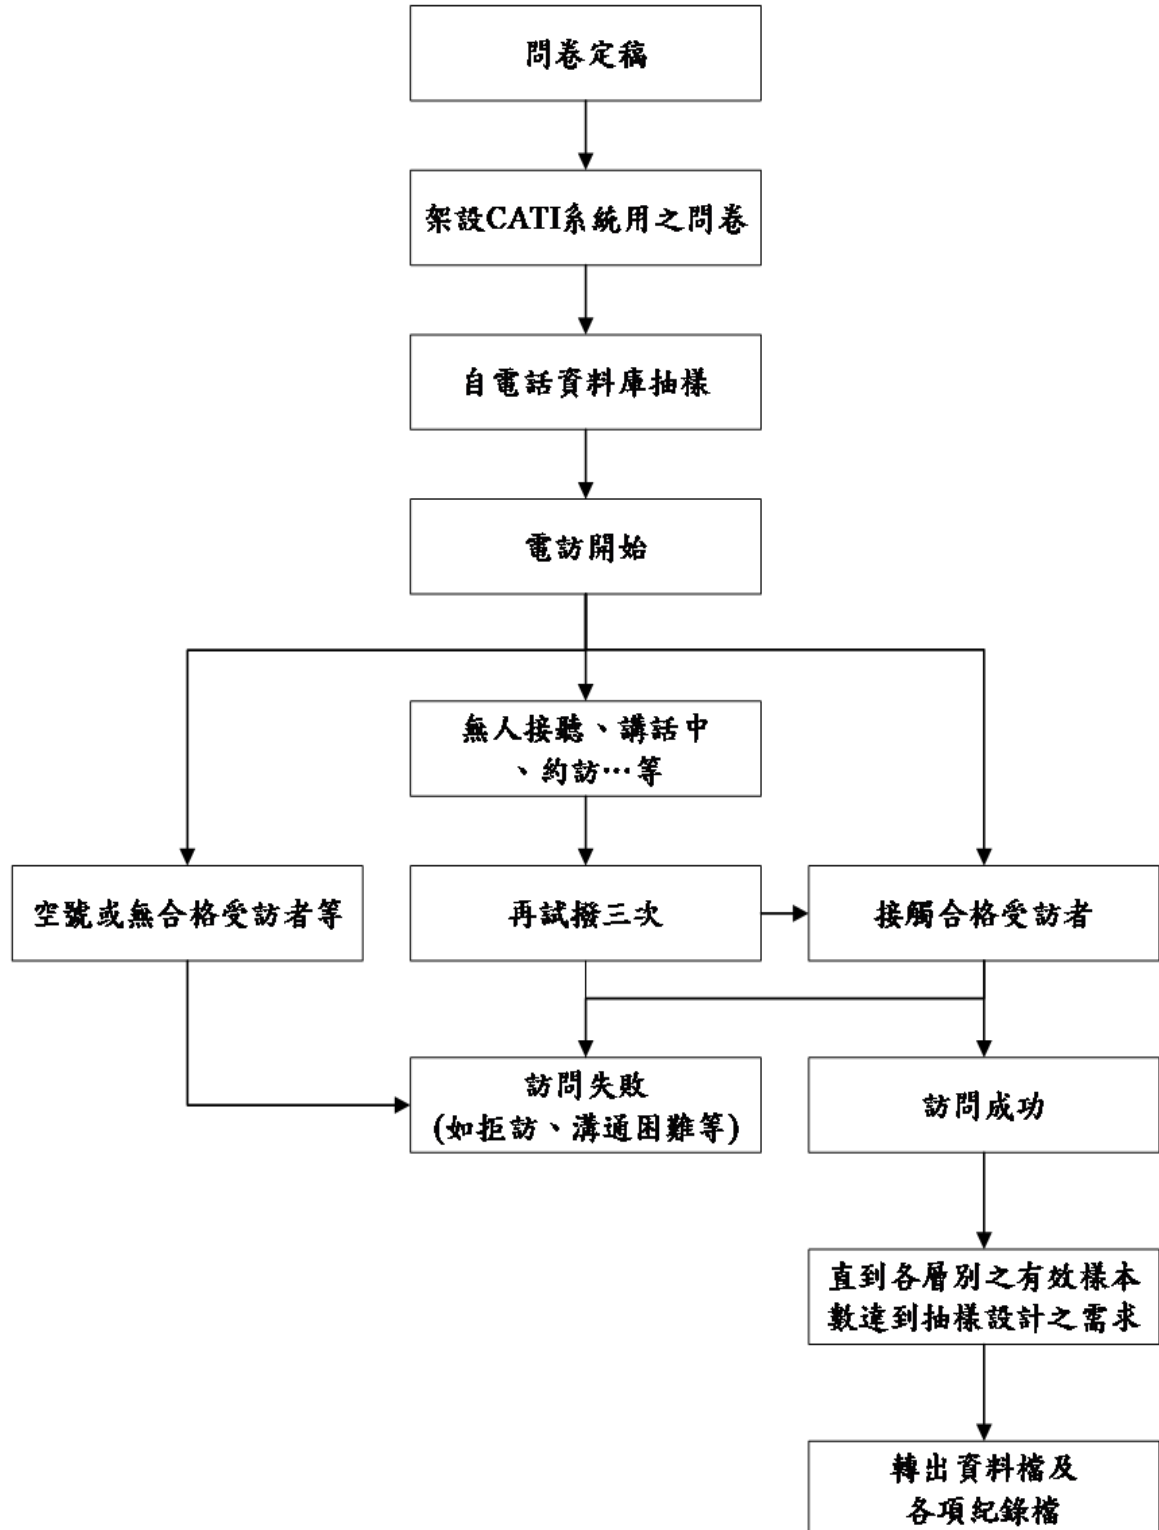 問卷定稿
架設CATI系統用之問卷
自電話資料庫抽樣
電訪開始
無人接聽、講話中
、約訪…等
空號或無合格受訪者等
再試撥三次
接觸合格受訪者
訪問失敗
(如拒訪、溝通困難等)
訪問成功
直到各層別之有效樣本
數達到抽樣設計之需求
轉出資料檔及
各項紀錄檔